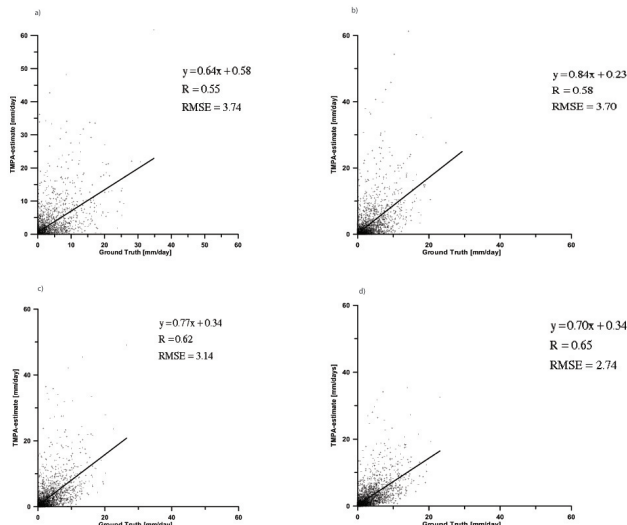 a)
60
50
40
30
20
10
0
TMPA-estimate [mm/day]
y=0.64x+0.58
R = 0.55
RMSE = 3.74
0 10 20 30 40 50 60
Ground Truth [mm/day]
b)
60
40
20
0
TMPA-estimate [mm/day]
y=0.84x+0.23
R = 0.58
RMSE = 3.70
0 20 40 60
Ground Truth [mm/day]
c)
60
40
20
0
TMPA-estimate [mm/day]
y=0.77x+0.34
R =0.62
RMSE = 3.14
0 20 40 60
Ground Truth [mm/day]
d)
60
40
20
0
TMPA-estimate [mm/days]
y=0.70x+0.34
R = 0.65
RMSE = 2.74
0 20 40 60
Ground Truth [mm/day]